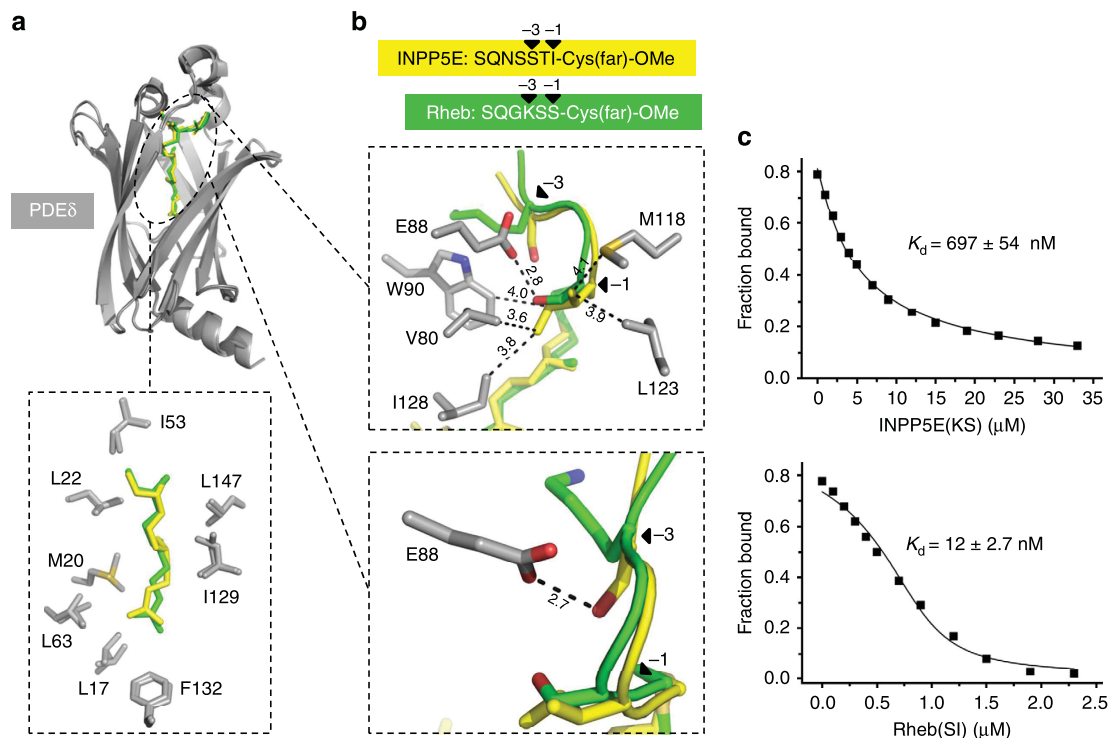 a
PDEδ
I53
L22
L147
M20
I129
L63
L17
F132
b
–3 –1
INPP5E: SQNSSTI-Cys(far)-OMe
–3 –1
Rheb: SQGKSS-Cys(far)-OMe
–3
E88
M118
2.8
4.1
W90
4.0
–1
3.6
3.9
V80
3.8
I128
L123
E88
–3
2.7
–1
c
Fraction bound
0.8
0.6
0.4
0.2
0.0
Kd = 697 ± 54 nM
0 5 10 15 20 25 30 35
INPP5E(KS) (μM)
Fraction bound
0.8
0.6
0.4
0.2
0.0
Kd = 12 ± 2.7 nM
0.0 0.5 1.0 1.5 2.0 2.5
Rheb(SI) (μM)